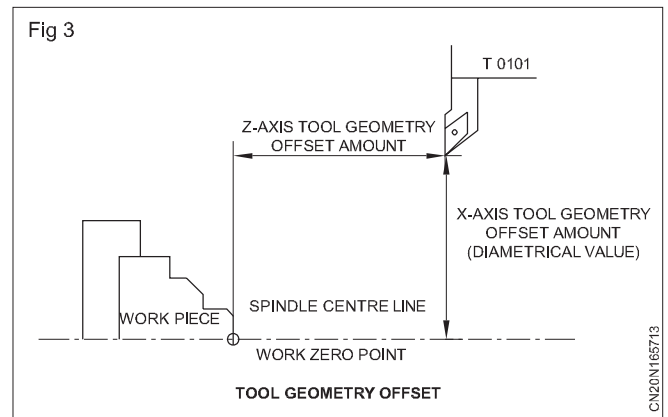 Fig 3
T 0101
Z-AXIS TOOL GEOMETRY
OFFSET AMOUNT
X-AXIS TOOL GEOMETRY
OFFSET AMOUNT
(DIAMETRICAL VALUE)
SPINDLE CENTRE LINE
WORK PIECE
WORK ZERO POINT
TOOL GEOMETRY OFFSET
CN20N165713